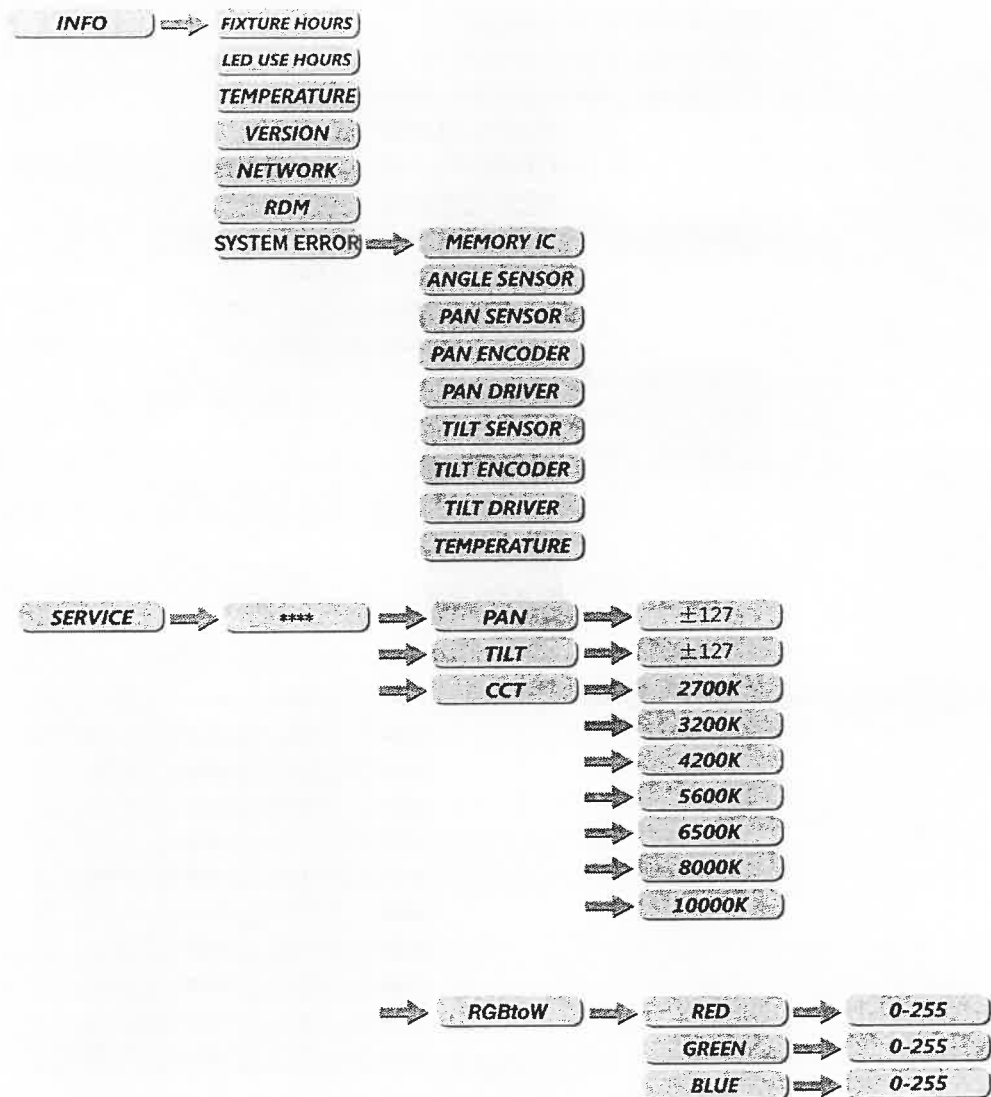 INFO FIXTURE HOURS
LED USE HOURS
TEMPERATURE
VERSION
NETWORK
RDM
SYSTEM ERROR MEMORY IC
ANGLE SENSOR
PAN SENSOR
PAN ENCODER
PAN DRIVER
TILT SENSOR
TILT ENCODER
TILT DRIVER
TEMPERATURE
SERVICE **** PAN ±127
TILT ±127
CCT 2700K
3200K
4200K
5600K
6500K
8000K
10000K
RGBtoW RED 0-255
GREEN 0-255
BLUE 0-255